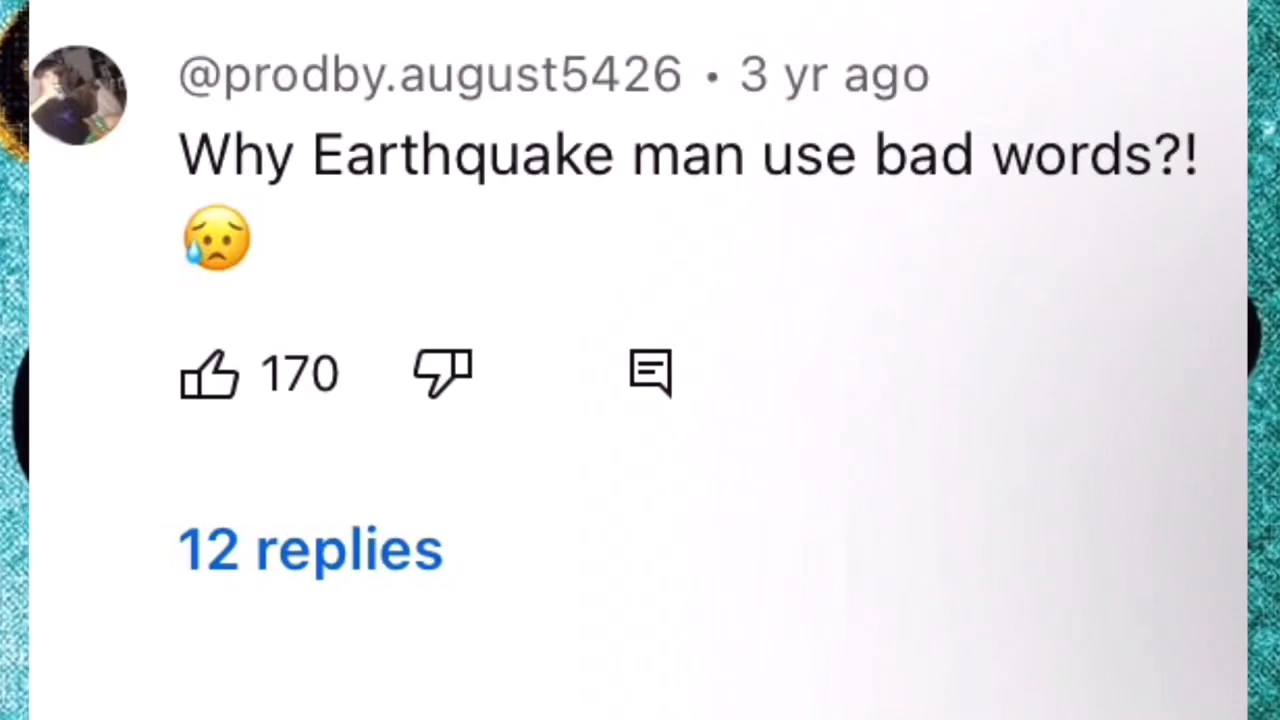 @prodby.august5426 • 3 yr ago
Why Earthquake man use bad words?!
😥
170
12 replies